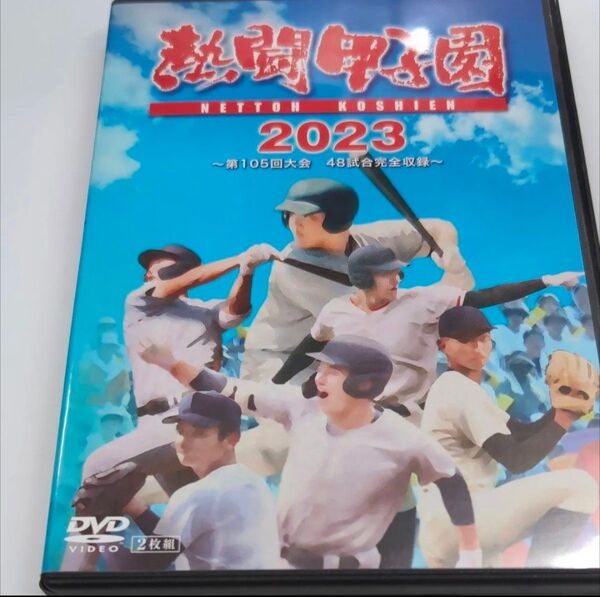 熱闘甲子園
NETTOH KOSHIEN
2023
~第105回大会 48試合完全収録~
DVD
VIDEO
2枚組